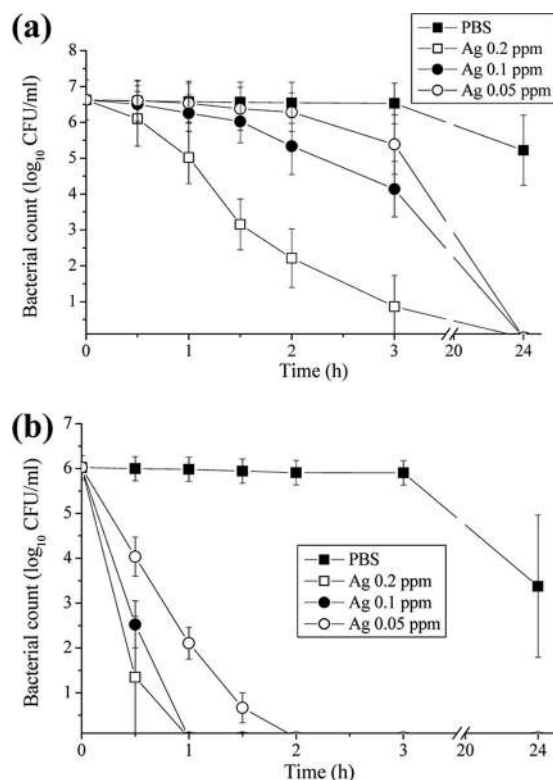 (a)
PBS
Ag 0.2 ppm
Ag 0.1 ppm
Ag 0.05 ppm
Bacterial count (log10 CFU/ml)
8
7
6
5
4
3
2
1
0 1 2 3 20 24
Time (h)
(b)
Bacterial count (log10 CFU/ml)
7
6
5
4
3
2
1
PBS
Ag 0.2 ppm
Ag 0.1 ppm
Ag 0.05 ppm
0 1 2 3 20 24
Time (h)